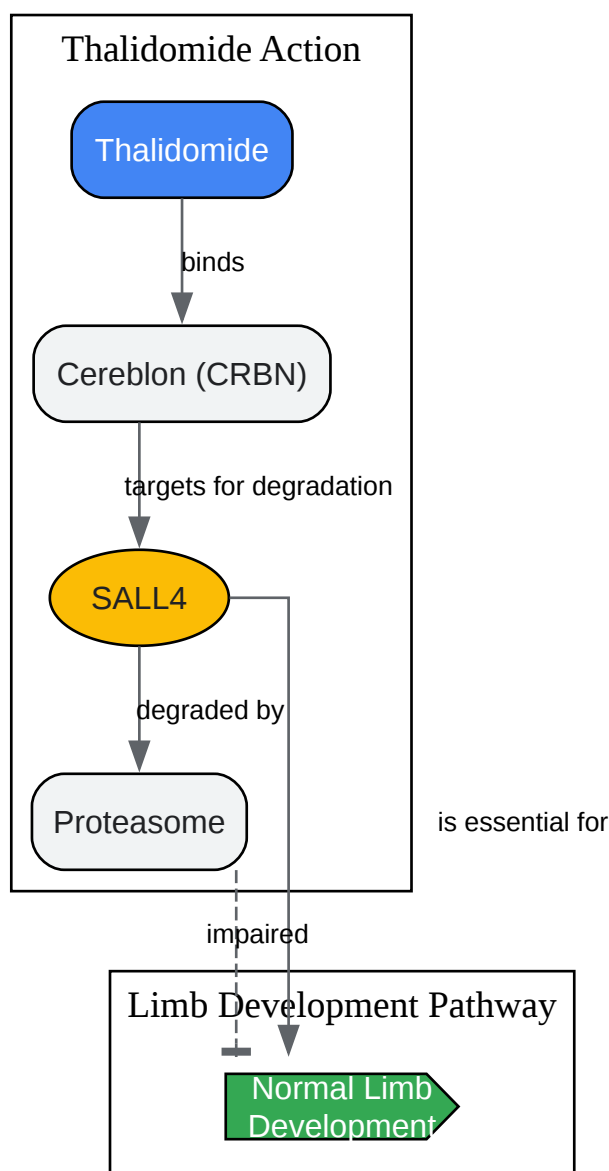 Thalidomide Action
Thalidomide
binds
Cereblon (CRBN)
targets for degradation
SALL4
degraded by
Proteasome
is essential for
impaired
Limb Development Pathway
Normal Limb
Development